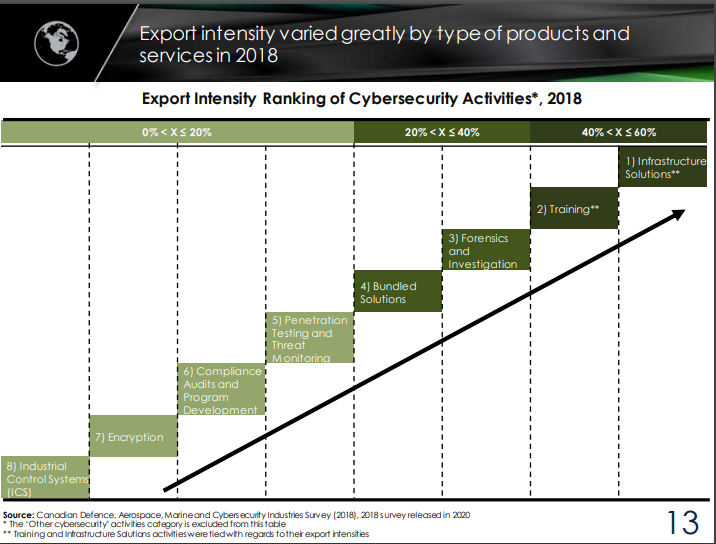 Export intensity varied greatly by type of products and
services in 2018
Export Intensity Ranking of Cybersecurity Activities*, 2018
0% < X ≤ 20%
20% < X ≤ 40%
40% < X ≤ 60%
1) Infrastructure
Solutions**
2) Training**
3) Forensics
and
Investigation
4) Bundled
Solutions
5) Penetration
Testing and
Threat
Monitoring
6) Compliance
Audits and
Program
Development
7) Encryption
8) Industrial
Control Systems
(ICS)
Source: Canadian Defence, Aerospace, Marine and Cybersecurity Industries Survey (2018), 2018 survey released in 2020
* The 'Other cybersecurity' activities category is excluded from this table
** Training and Infrastructure Solutions activities were tied with regards to their export intensities
13